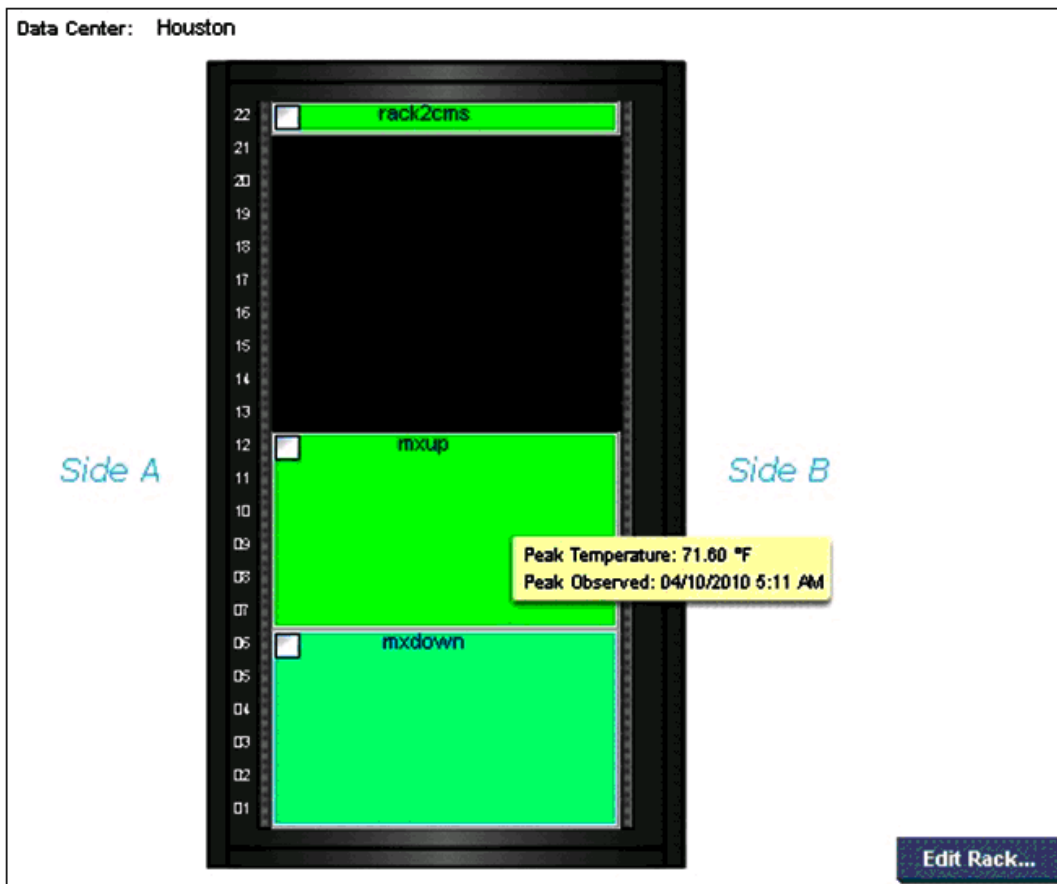 Data Center: Houston
22 rack2cms
21
20
19
18
17
16
15
14
13
12 mxup
11
Side A Side B
10
09
Peak Temperature: 71.60 °F
08
Peak Observed: 04/10/2010 5:11 AM
07
06 mxdown
05
04
03
02
01
Edit Rack...